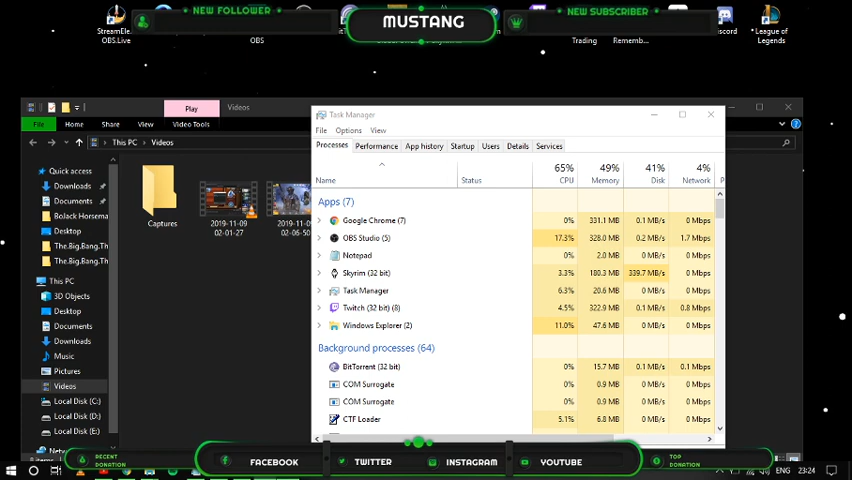 NEW FOLLOWER
MUSTANG
NEW SUBSCRIBER
StreamEle...
OBS.Live
OBS
Trading
Rememb...
iscord
League of
Legends
Play
Videos
File
Home
Share
View
Video Tools
This PC
Videos
Quick access
Downloads
Documents
BoJack Horsema
Desktop
The.Big.Bang.Th
The.Big.Bang.Th
This PC
3D Objects
Desktop
Documents
Downloads
Music
Pictures
Videos
Local Disk (C:)
Local Disk (D:)
Local Disk (E:)
Captures
2019-11-09
02-01-27
2019-11-09
02-06-50
Task Manager
File Options View
Processes Performance App history Startup Users Details Services
65% 49% 41% 4%
Name Status CPU Memory Disk Network P
Apps (7)
Google Chrome (7) 0% 331.1 MB 0.1 MB/s 0 Mbps
OBS Studio (5) 17.3% 328.0 MB 0.2 MB/s 1.7 Mbps
Notepad 0% 2.0 MB 0 MB/s 0 Mbps
Skyrim (32 bit) 3.3% 180.3 MB 339.7 MB/s 0 Mbps
Task Manager 6.3% 20.6 MB 0 MB/s 0 Mbps
Twitch (32 bit) (8) 4.5% 322.9 MB 0 MB/s 0.8 Mbps
Windows Explorer (2) 11.0% 47.6 MB 0 MB/s 0 Mbps
Background processes (64)
BitTorrent (32 bit) 0% 15.7 MB 0.1 MB/s 0.1 Mbps
COM Surrogate 0% 0.9 MB 0 MB/s 0 Mbps
COM Surrogate 0% 0.9 MB 0 MB/s 0 Mbps
CTF Loader 5.1% 6.8 MB 0 MB/s 0 Mbps
RECENT
DONATION
FACEBOOK
TWITTER
INSTAGRAM
YOUTUBE
TOP
DONATION
ENG 23:24